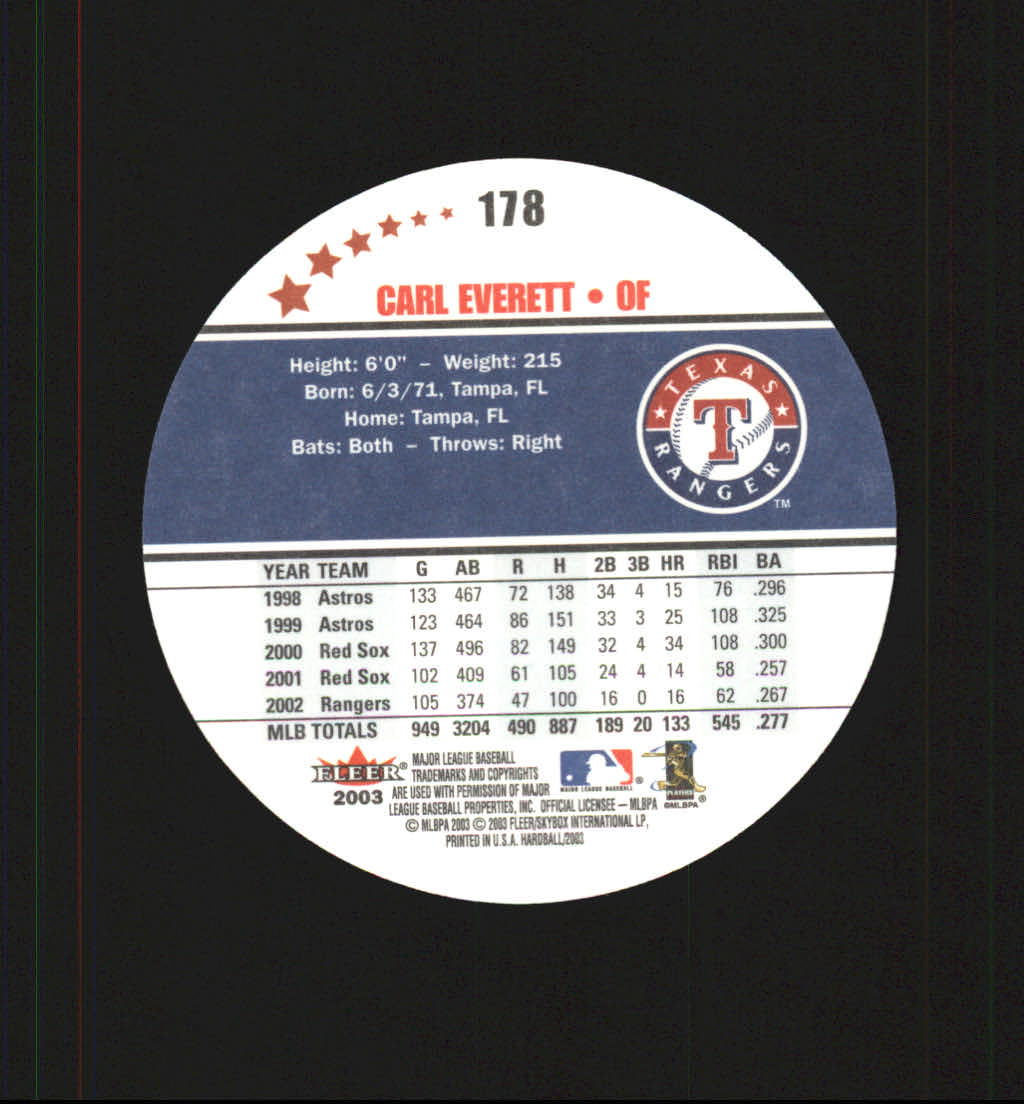 178
CARL EVERETT • OF
Height: 6'0" – Weight: 215
Born: 6/3/71, Tampa, FL
Home: Tampa, FL
Bats: Both – Throws: Right
TEXAS
T
RANGERS
TM
YEAR TEAM G AB R H 2B 3B HR RBI BA
1998 Astros 133 467 72 138 34 4 15 76 .296
1999 Astros 123 464 86 151 33 3 25 108 .325
2000 Red Sox 137 496 82 149 32 4 34 108 .300
2001 Red Sox 102 409 61 105 24 4 14 58 .257
2002 Rangers 105 374 47 100 16 0 16 62 .267
MLB TOTALS 949 3204 490 887 189 20 133 545 .277
FLEER®
2003
MAJOR LEAGUE BASEBALL
TRADEMARKS AND COPYRIGHTS
ARE USED WITH PERMISSION OF MAJOR
LEAGUE BASEBALL PROPERTIES, INC. OFFICIAL LICENSEE – MLBPA
© MLBPA 2003 © 2003 FLEER/SKYBOX INTERNATIONAL LP,
PRINTED IN U.S.A. HARDBALL/2003
MAJOR LEAGUE BASEBALL ®
PLAYERS
©MLBPA ®